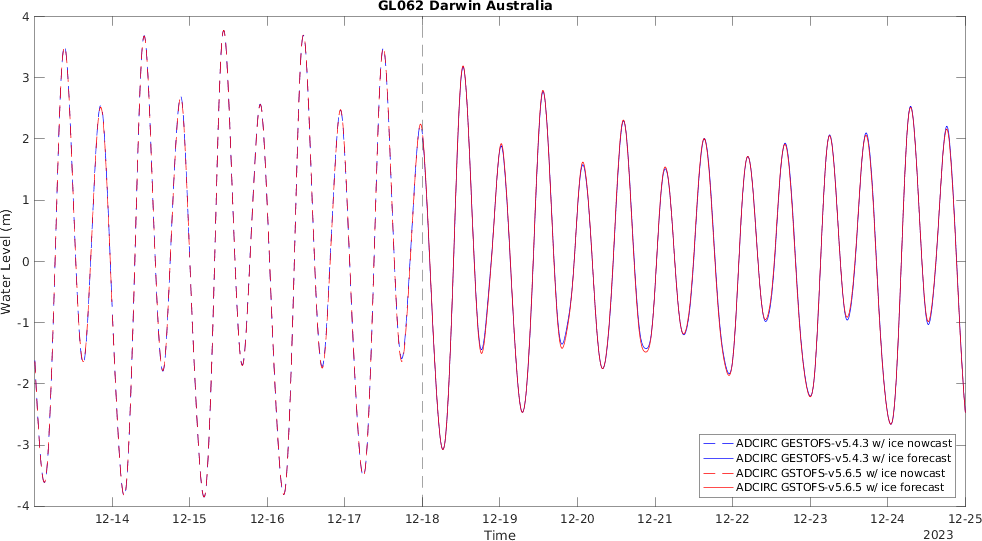 GL062 Darwin Australia
4
3
2
1
0
-1
-2
-3
-4
Water Level (m)
ADCIRC GESTOFS-v5.4.3 w/ ice nowcast
ADCIRC GESTOFS-v5.4.3 w/ ice forecast
ADCIRC GSTOFS-v5.6.5 w/ ice nowcast
ADCIRC GSTOFS-v5.6.5 w/ ice forecast
12-14 12-15 12-16 12-17 12-18 12-19 12-20 12-21 12-22 12-23 12-24 12-25
Time 2023